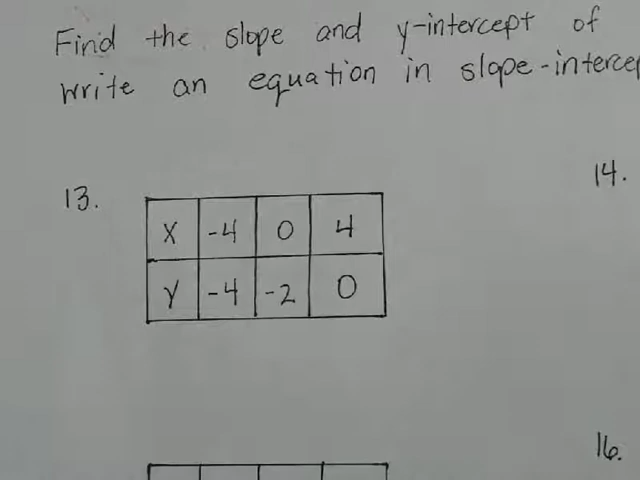 Find the slope and y-intercept of
write an equation in slope-interce
13.
14.
X -4 0 4
Y -4 -2 0
16.